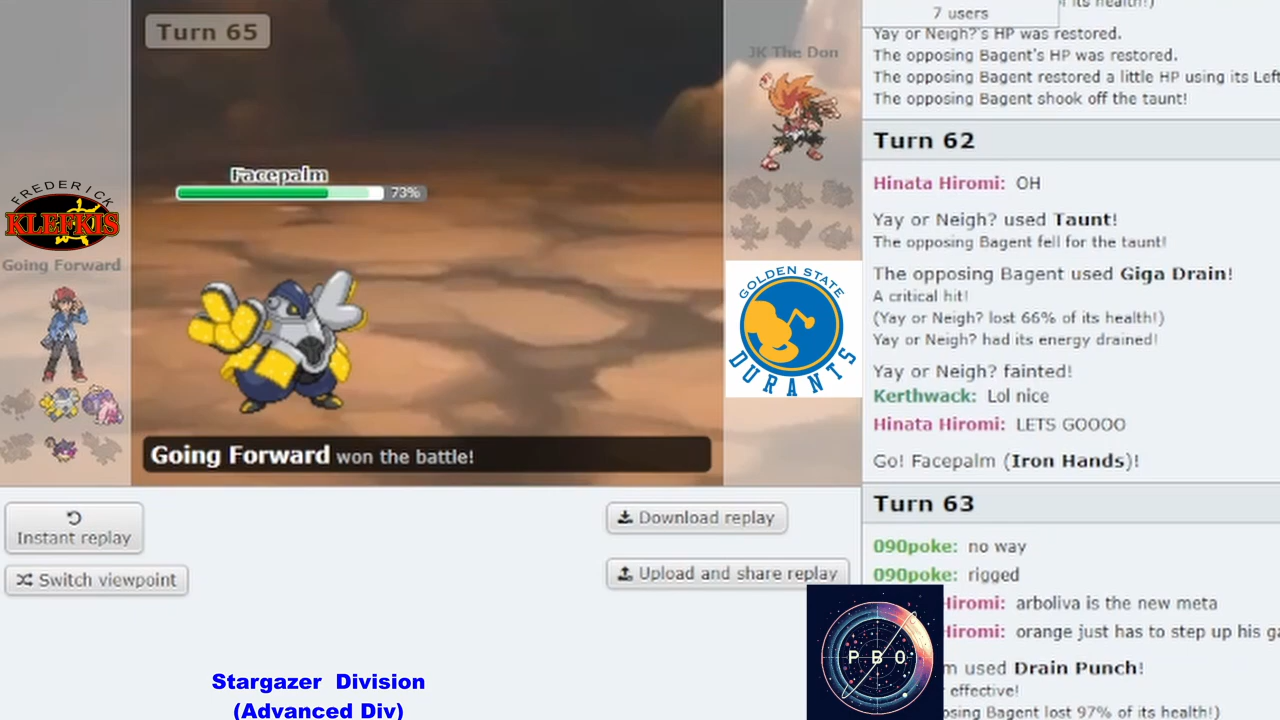 Turn 65
JK The Don
Facepalm
73%
FREDERICK
KLEFKIS
Going Forward
GOLDEN STATE
DURANTS
Going Forward won the battle!
Instant replay
Switch viewpoint
Download replay
Upload and share replay
Stargazer Division
(Advanced Div)
P B O
7 users
its health!)
Yay or Neigh?'s HP was restored.
The opposing Bagent's HP was restored.
The opposing Bagent restored a little HP using its Left
The opposing Bagent shook off the taunt!
Turn 62
Hinata Hiromi: OH
Yay or Neigh? used Taunt!
The opposing Bagent fell for the taunt!
The opposing Bagent used Giga Drain!
A critical hit!
(Yay or Neigh? lost 66% of its health!)
Yay or Neigh? had its energy drained!
Yay or Neigh? fainted!
Kerthwack: Lol nice
Hinata Hiromi: LETS GOOOO
Go! Facepalm (Iron Hands)!
Turn 63
090poke: no way
090poke: rigged
Hiromi: arboliva is the new meta
Hiromi: orange just has to step up his ga
m used Drain Punch!
effective!
osing Bagent lost 97% of its health!)